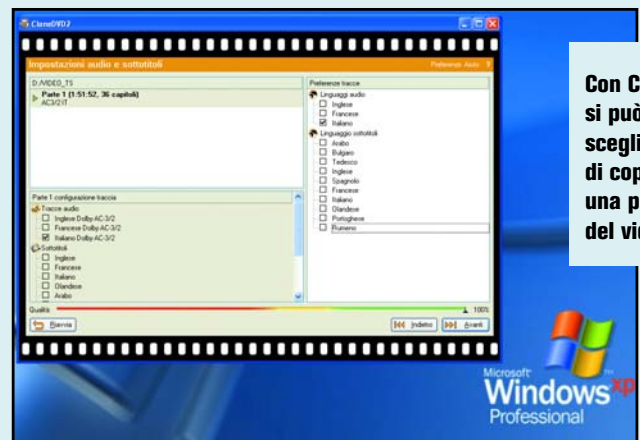 CloneDVD2
Impostazioni audio e sottotitoli
Preferenze Audio ?
D:/VIDEO_TS
Parte 1 (1:51:52, 36 capitoli)
AC3/2 IT
Preferenze tracce
Linguaggi audio
Inglese
Francese
Italiano
Linguaggio sottotitoli
Arabo
Bulgaro
Tedesco
Inglese
Spagnolo
Francese
Italiano
Olandese
Portoghese
Rumeno
Parte 1 configurazione traccia
Tracce audio
Inglese Dolby AC-3/2
Francese Dolby AC-3/2
Italiano Dolby AC-3/2
Sottotitoli
Inglese
Francese
Italiano
Olandese
Arabo
Qualità
100%
Riavvia
Indietro
Avanti
Con C
si può
scegli
di cop
una p
del vi
Microsoft
Windows xp
Professional